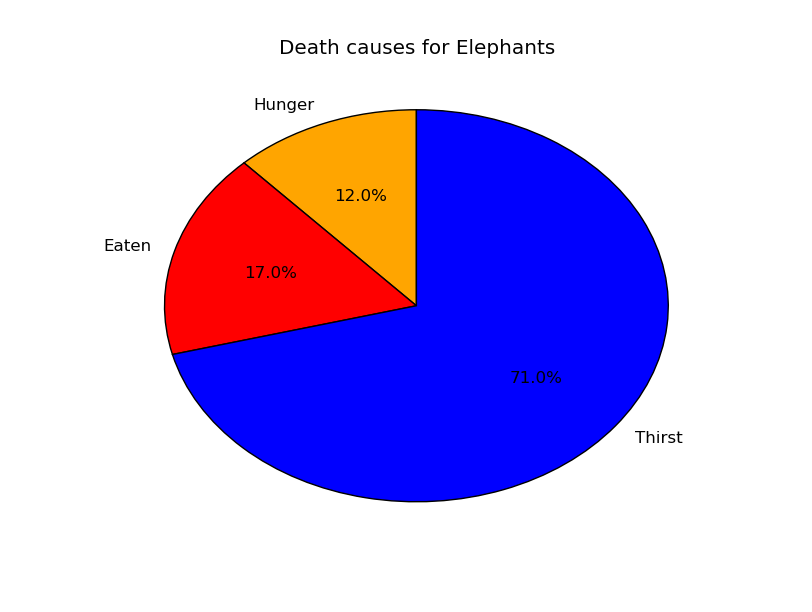 Death causes for Elephants
Hunger
12.0%
Eaten
17.0%
71.0%
Thirst